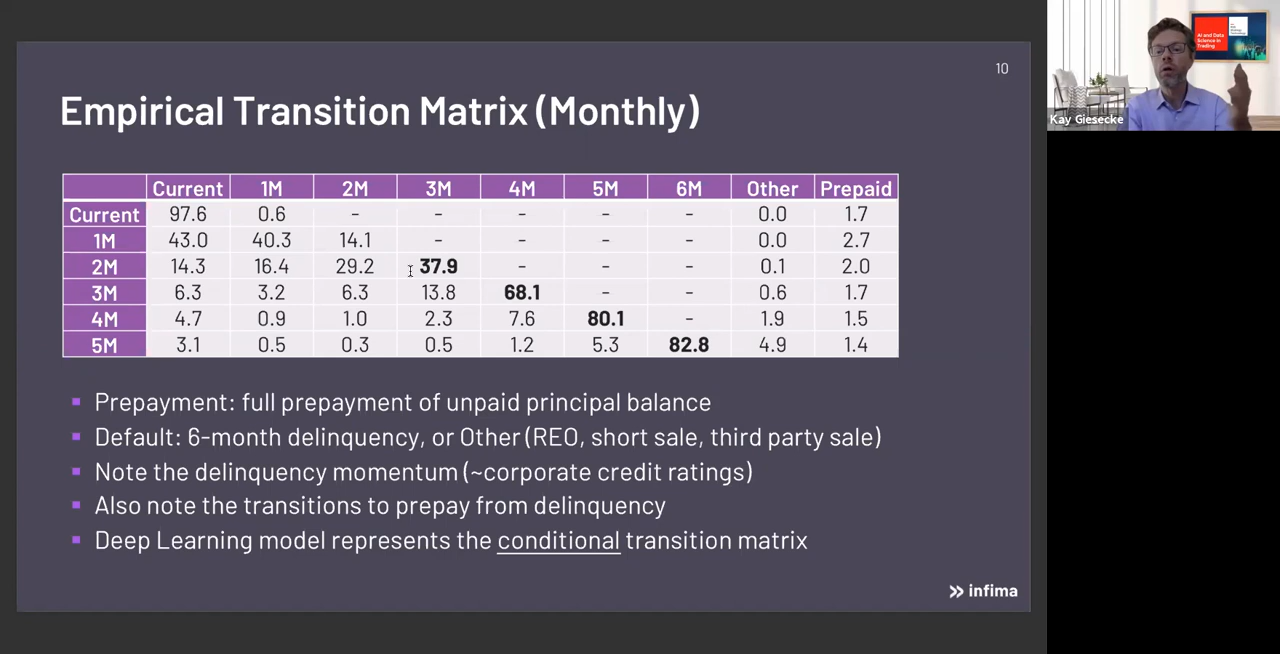 10
Empirical Transition Matrix (Monthly)
Current 1M 2M 3M 4M 5M 6M Other Prepaid
Current 97.6 0.6 - - - - - 0.0 1.7
1M 43.0 40.3 14.1 - - - - 0.0 2.7
2M 14.3 16.4 29.2 37.9 - - - 0.1 2.0
3M 6.3 3.2 6.3 13.8 68.1 - - 0.6 1.7
4M 4.7 0.9 1.0 2.3 7.6 80.1 - 1.9 1.5
5M 3.1 0.5 0.3 0.5 1.2 5.3 82.8 4.9 1.4
Prepayment: full prepayment of unpaid principal balance
Default: 6-month delinquency, or Other (REO, short sale, third party sale)
Note the delinquency momentum (~corporate credit ratings)
Also note the transitions to prepay from delinquency
Deep Learning model represents the conditional transition matrix
infima
AI and Data
Science in
Trading
Kay Giesecke